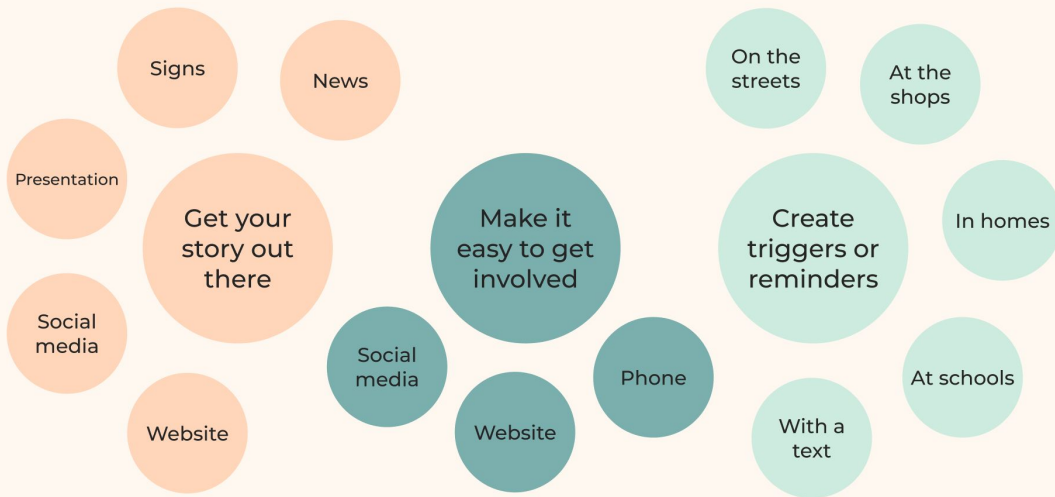 Signs
News
Presentation
Get your
story out
there
Social
media
Website
Make it
easy to get
involved
Social
media
Website
Phone
On the
streets
At the
shops
Create
triggers or
reminders
In homes
At schools
With a
text